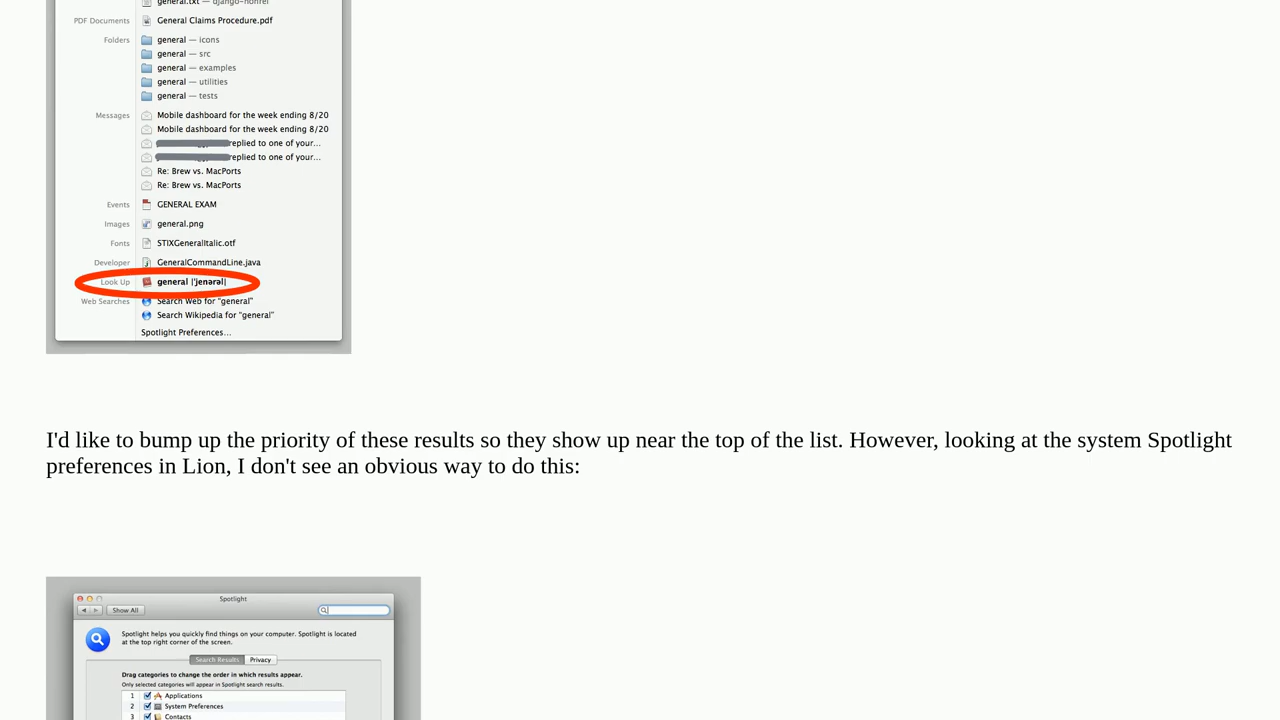 general.txt — django-nonrel
PDF Documents General Claims Procedure.pdf
Folders general — icons
general — src
general — examples
general — utilities
general — tests
Messages Mobile dashboard for the week ending 8/20
Mobile dashboard for the week ending 8/20
replied to one of your...
replied to one of your...
Re: Brew vs. MacPorts
Re: Brew vs. MacPorts
Events GENERAL EXAM
Images general.png
Fonts STIXGeneralItalic.otf
Developer GeneralCommandLine.java
Look Up general |ˈjenərəl|
Web Searches Search Web for "general"
Search Wikipedia for "general"
Spotlight Preferences...
I'd like to bump up the priority of these results so they show up near the top of the list. However, looking at the system Spotlight
preferences in Lion, I don't see an obvious way to do this:
Spotlight
Show All
Spotlight helps you quickly find things on your computer. Spotlight is located
at the top right corner of the screen.
Search Results Privacy
Drag categories to change the order in which results appear.
Only selected categories will appear in Spotlight search results.
1 Applications
2 System Preferences
3 Contacts